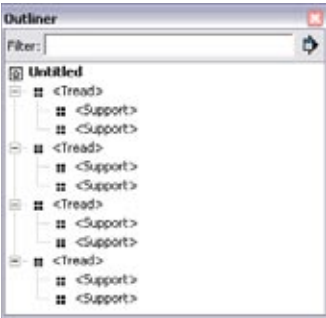 Outliner
Filter:
Untitled
<Tread>
<Support>
<Support>
<Tread>
<Support>
<Support>
<Tread>
<Support>
<Support>
<Tread>
<Support>
<Support>